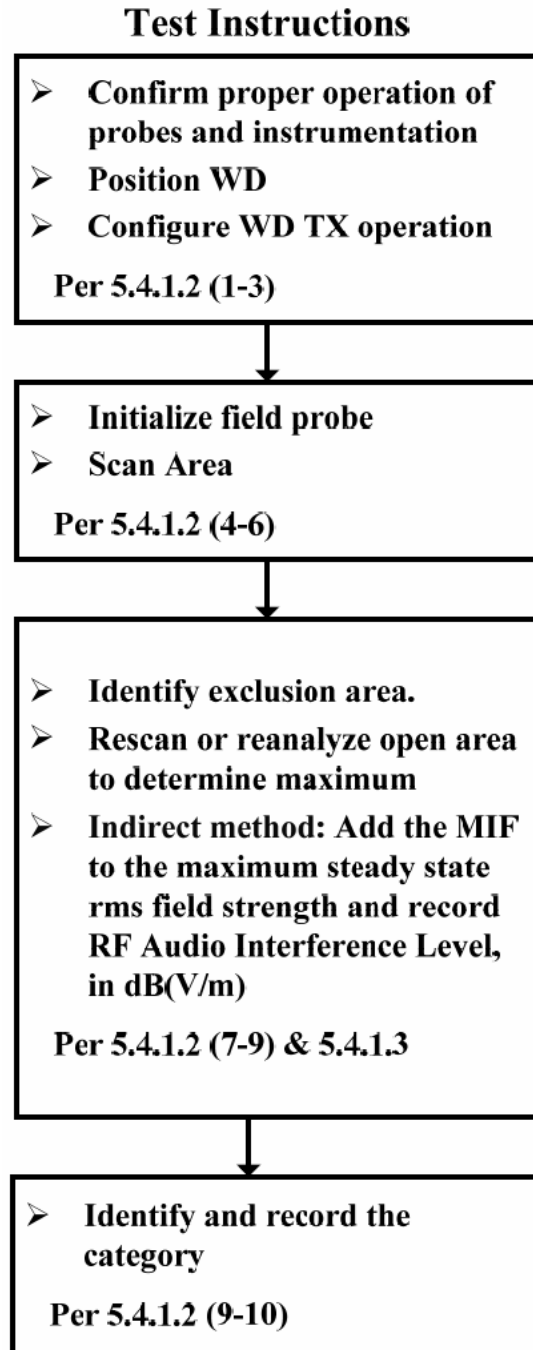 Test Instructions
➢ Confirm proper operation of
probes and instrumentation
➢ Position WD
➢ Configure WD TX operation
Per 5.4.1.2 (1-3)
➢ Initialize field probe
➢ Scan Area
Per 5.4.1.2 (4-6)
➢ Identify exclusion area.
➢ Rescan or reanalyze open area
to determine maximum
➢ Indirect method: Add the MIF
to the maximum steady state
rms field strength and record
RF Audio Interference Level,
in dB(V/m)
Per 5.4.1.2 (7-9) & 5.4.1.3
➢ Identify and record the
category
Per 5.4.1.2 (9-10)